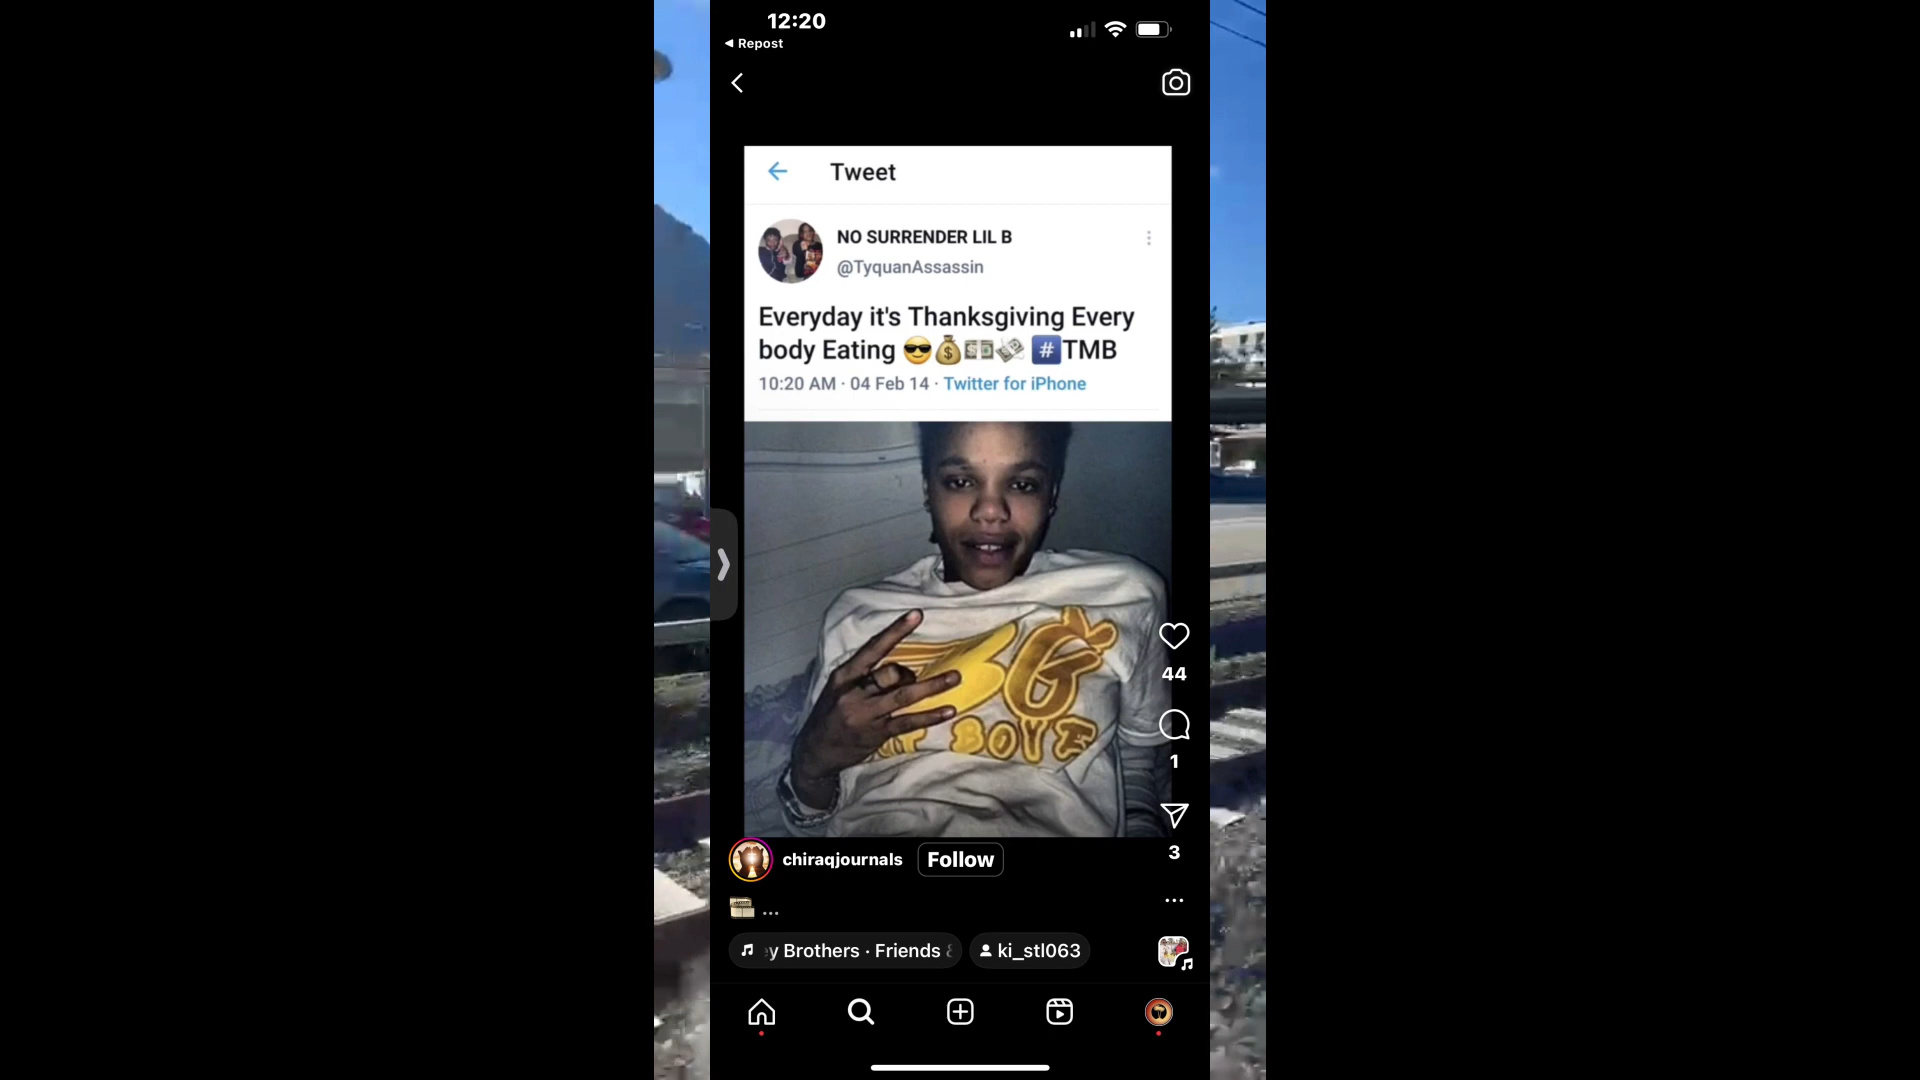 12:20
Repost
Tweet
NO SURRENDER LIL B
@TyquanAssassin
Everyday it's Thanksgiving Every
body Eating 😎💰💵💸 #️⃣TMB
10:20 AM · 04 Feb 14 · Twitter for iPhone
BG
BOYZ
44
1
3
chiraqjournals
Follow
...
y Brothers · Friends &
ki_stl063